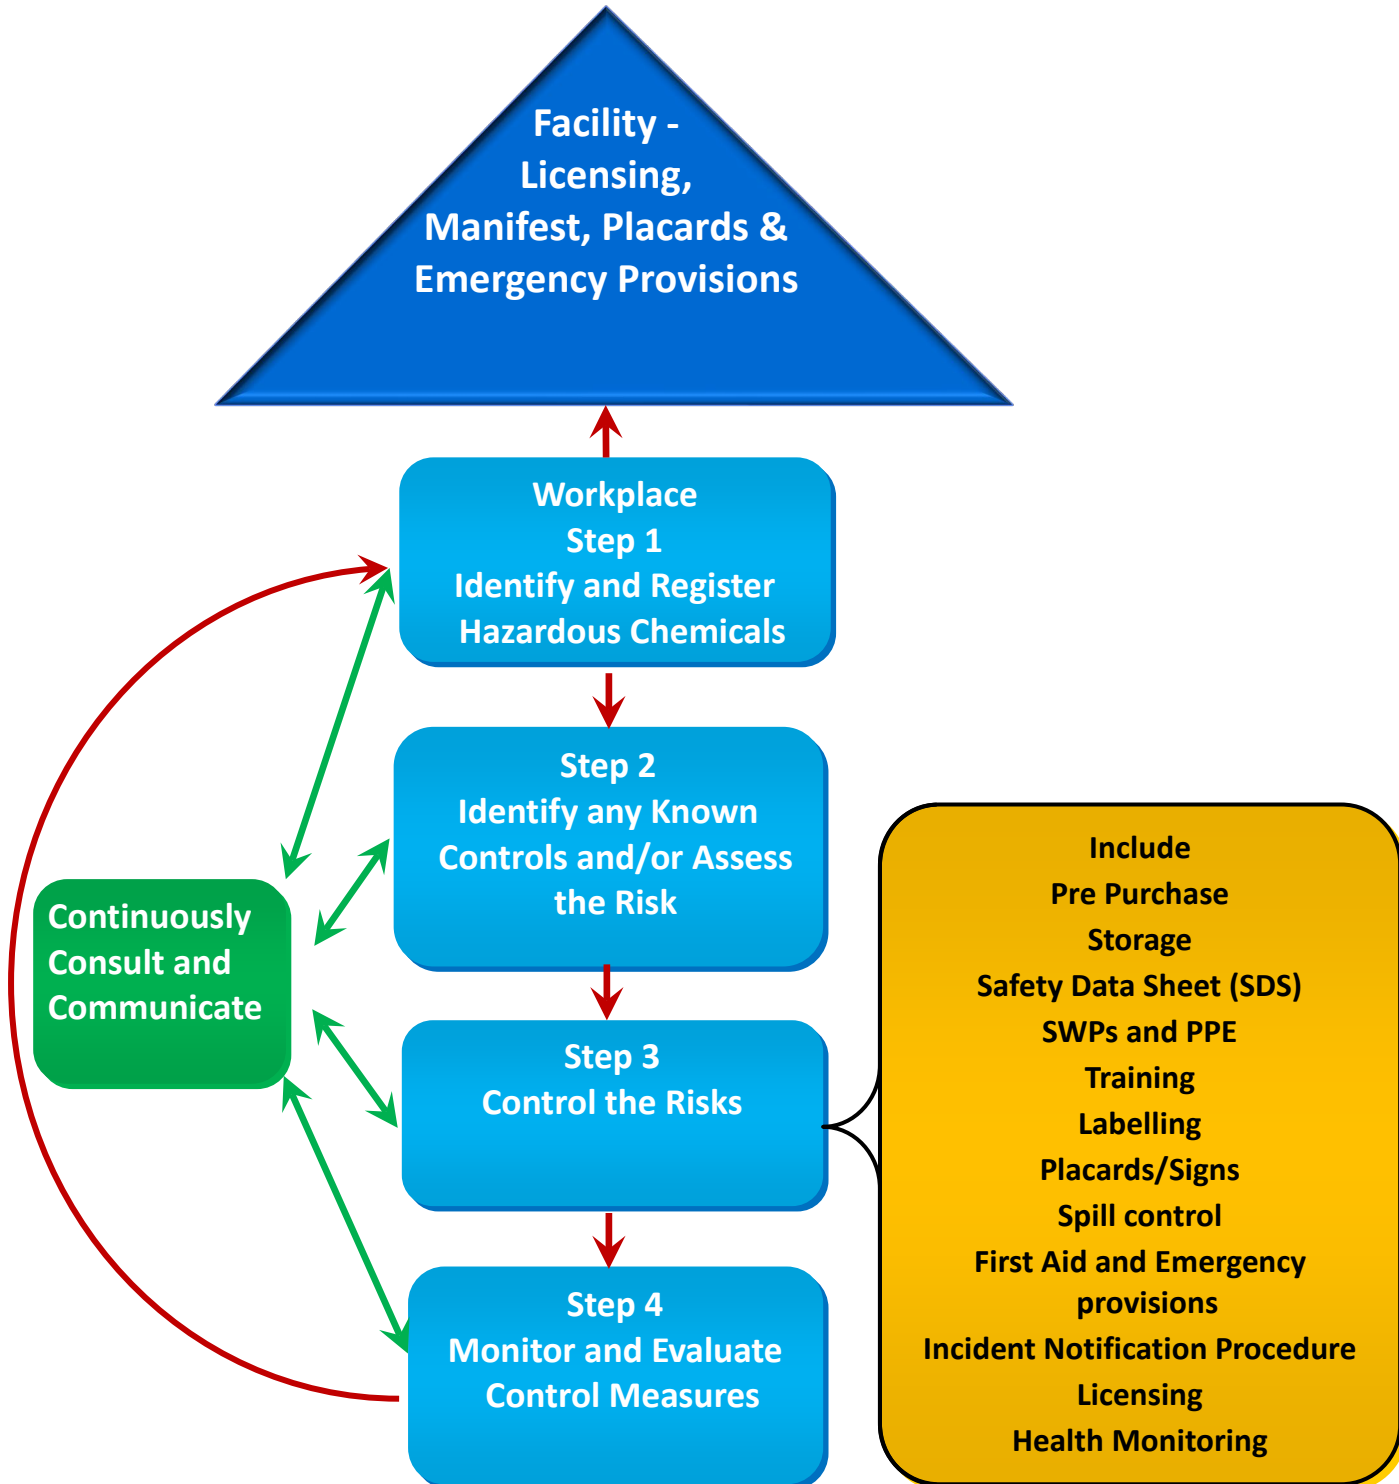 Facility -
Licensing,
Manifest, Placards &
Emergency Provisions
Workplace
Step 1
Identify and Register
Hazardous Chemicals
Step 2
Identify any Known
Controls and/or Assess
the Risk
Continuously
Consult and
Communicate
Step 3
Control the Risks
Include
Pre Purchase
Storage
Safety Data Sheet (SDS)
SWPs and PPE
Training
Labelling
Placards/Signs
Spill control
First Aid and Emergency
provisions
Incident Notification Procedure
Licensing
Health Monitoring
Step 4
Monitor and Evaluate
Control Measures